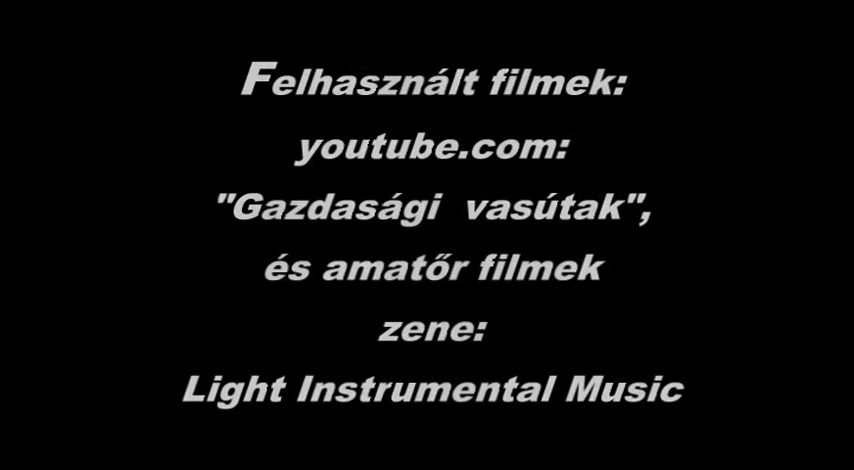 Felhasznált filmek:
youtube.com:
"Gazdasági vasútak",
és amatőr filmek
zene:
Light Instrumental Music